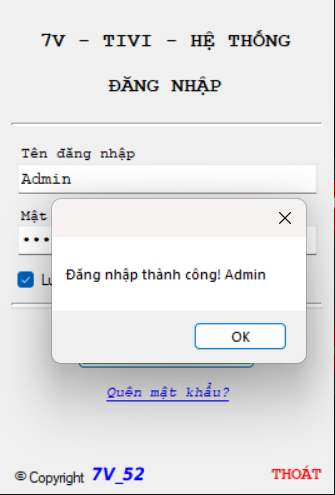 7V - TIVI - HỆ THỐNG
ĐĂNG NHẬP
Tên đăng nhập
Admin
Mật
Đăng nhập thành công! Admin
OK
Quên mật khẩu?
© Copyright 7V_52
THOÁT